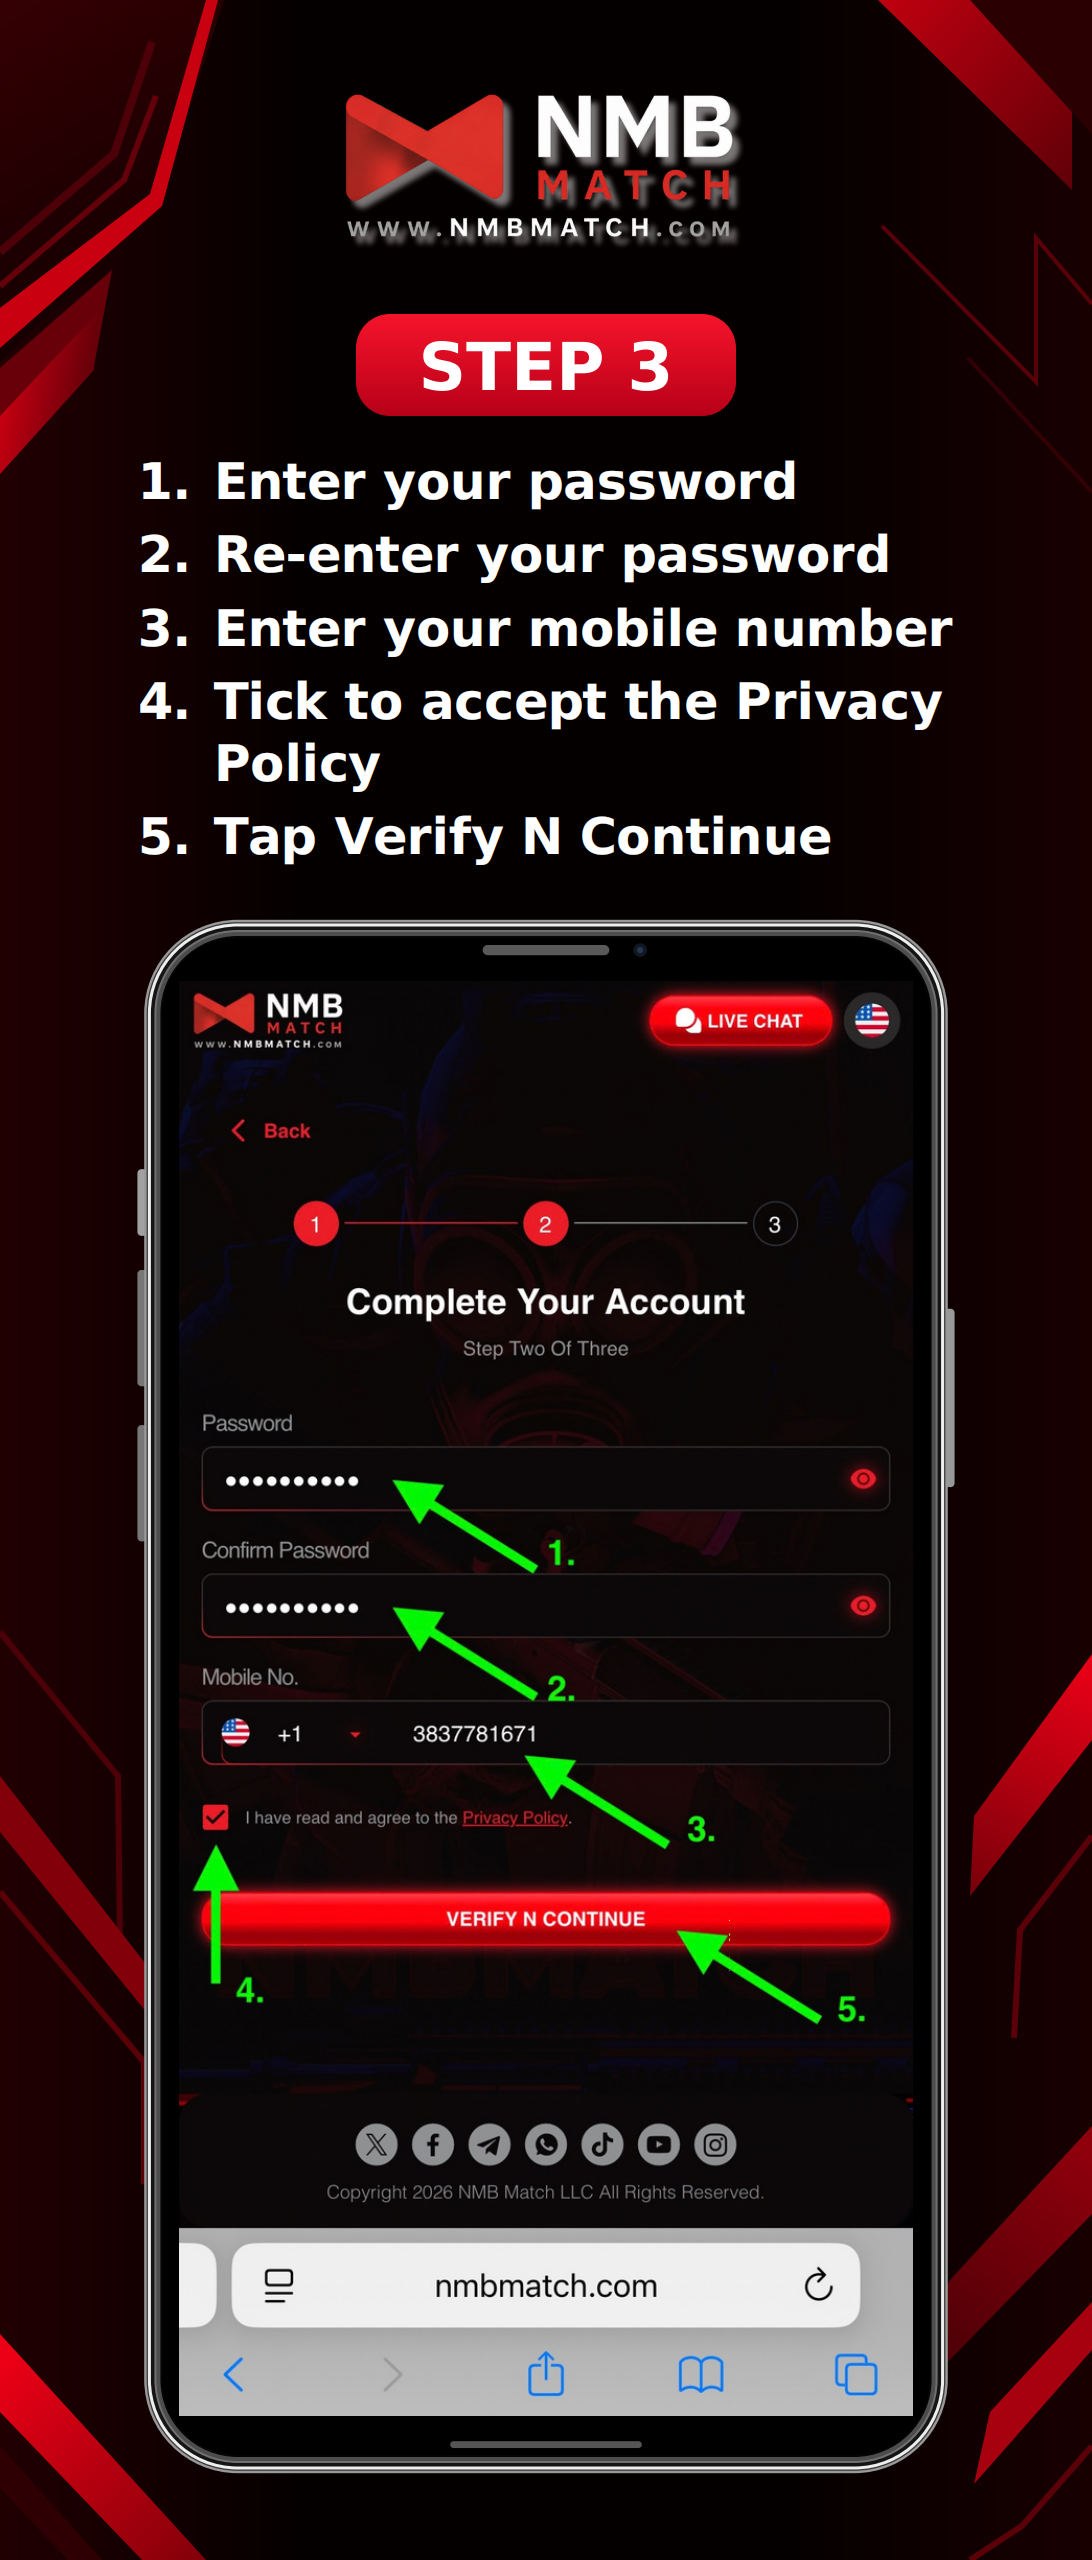 NMB
MATCH
www.NMBMATCH.com
STEP 3
1. Enter your password
2. Re-enter your password
3. Enter your mobile number
4. Tick to accept the Privacy
Policy
5. Tap Verify N Continue
NMB
MATCH
www.NMBMATCH.com
LIVE CHAT
Back
1 2 3
Complete Your Account
Step Two Of Three
Password
••••••••••
1.
Confirm Password
••••••••••
2.
Mobile No.
+1 3837781671
I have read and agree to the Privacy Policy.
3.
VERIFY N CONTINUE
4.
5.
Copyright 2026 NMB Match LLC All Rights Reserved.
nmbmatch.com